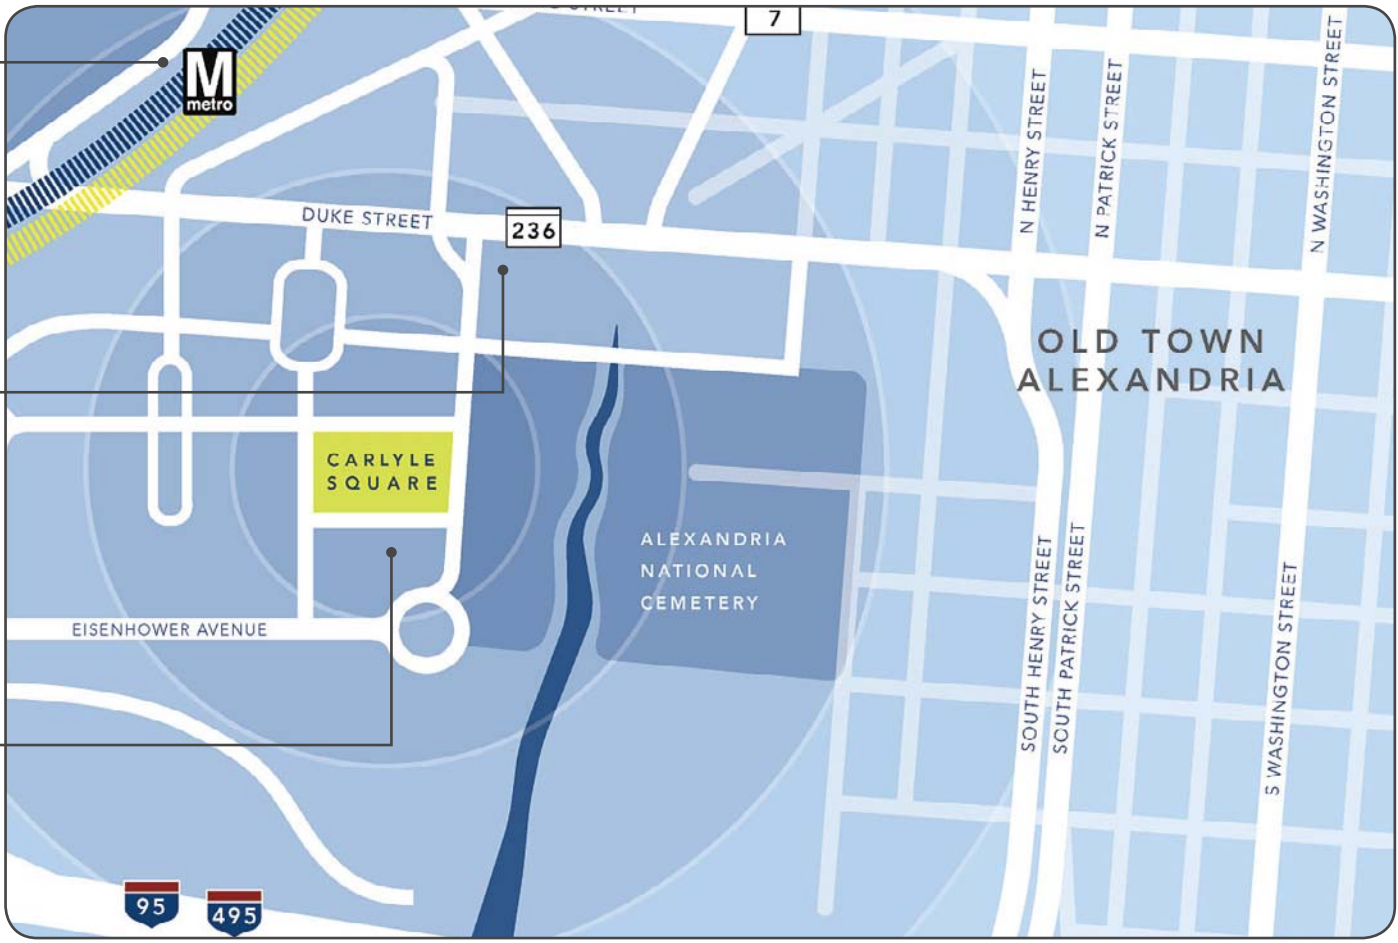 STREET
7
M
metro
N HENRY STREET
N PATRICK STREET
N WASHINGTON STREET
DUKE STREET
236
OLD TOWN
ALEXANDRIA
CARLYLE
SQUARE
ALEXANDRIA
NATIONAL
CEMETERY
EISENHOWER AVENUE
SOUTH HENRY STREET
SOUTH PATRICK STREET
S WASHINGTON STREET
95
495